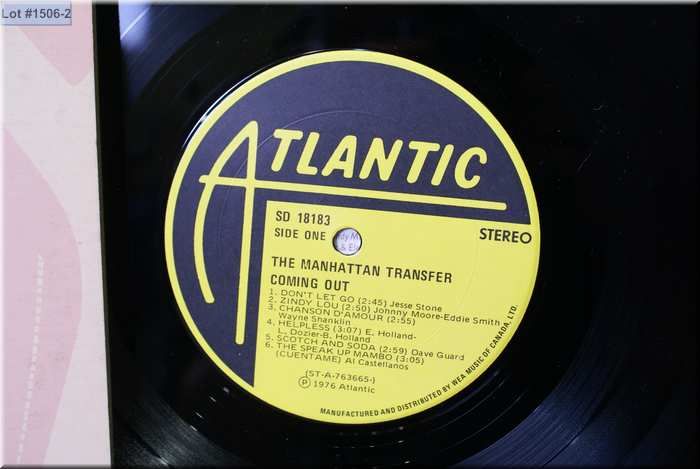 Lot #1506-2
ATLANTIC
SD 18183
SIDE ONE
STEREO
THE MANHATTAN TRANSFER
COMING OUT
1. DON'T LET GO (2:45) Jesse Stone
2. ZINDY LOU (2:50) Johnny Moore-Eddie Smith
3. CHANSON D'AMOUR (2:55)
Wayne Shanklin
4. HELPLESS (3:07) E. Holland-
L. Dozier-B. Holland
5. SCOTCH AND SODA (2:59) Dave Guard
6. THE SPEAK UP MAMBO (3:05)
(CUENTAME) Al Castellanos
(ST-A-763665-)
Ⓟ 1976 Atlantic
MANUFACTURED AND DISTRIBUTED BY WEA MUSIC OF CANADA, LTD.